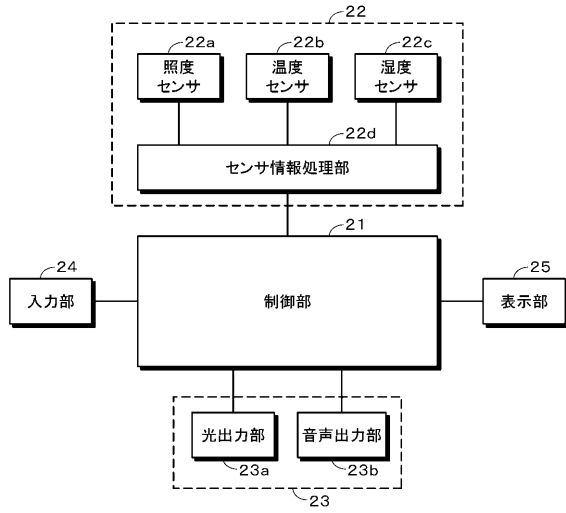 22
22a
22b
22c
照度
センサ
温度
センサ
湿度
センサ
22d
センサ情報処理部
21
24
25
入力部
制御部
表示部
光出力部
音声出力部
23a
23b
23